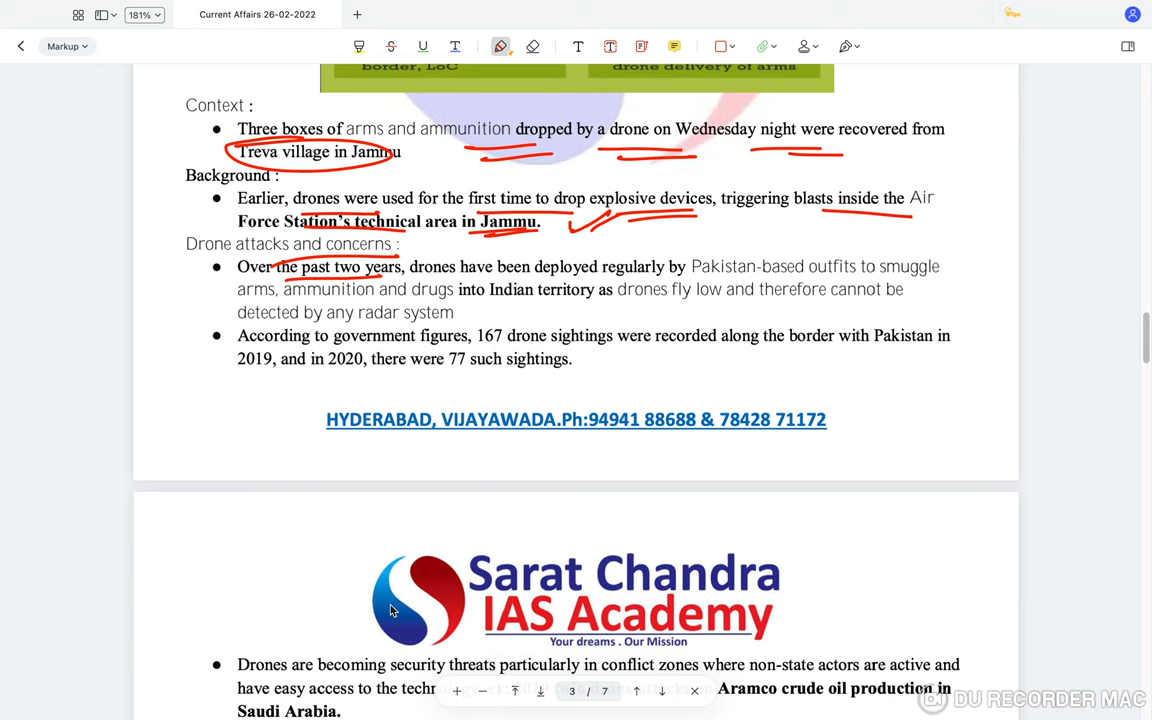 181%
Current Affairs 26-02-2022
Markup
Border, LoC
drone delivery of arms
Context :
● Three boxes of arms and ammunition dropped by a drone on Wednesday night were recovered from
Treva village in Jammu
Background :
● Earlier, drones were used for the first time to drop explosive devices, triggering blasts inside the Air
Force Station's technical area in Jammu.
Drone attacks and concerns :
● Over the past two years, drones have been deployed regularly by Pakistan-based outfits to smuggle
arms, ammunition and drugs into Indian territory as drones fly low and therefore cannot be
detected by any radar system
● According to government figures, 167 drone sightings were recorded along the border with Pakistan in
2019, and in 2020, there were 77 such sightings.
HYDERABAD, VIJAYAWADA.Ph:94941 88688 & 78428 71172
Sarat Chandra
IAS Academy
Your dreams . Our Mission
● Drones are becoming security threats particularly in conflict zones where non-state actors are active and
have easy access to the Aramco crude oil production in
Saudi Arabia.
3 / 7
DU RECORDER MAC